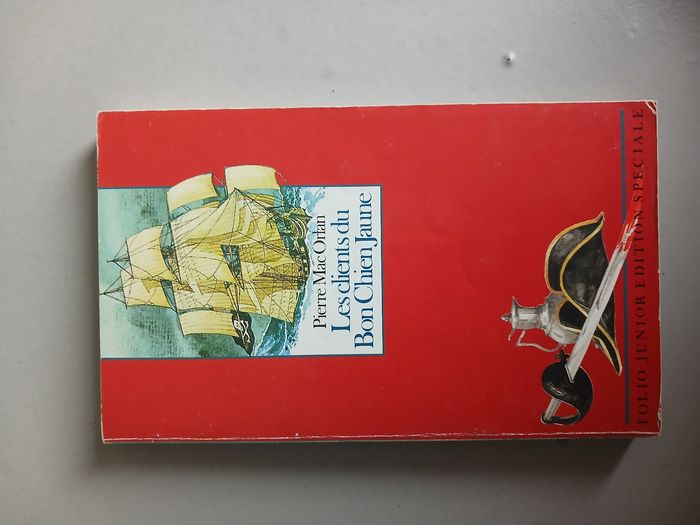 Pierre Mac Orlan
Les clients du
Bon Chien Jaune
FOLIO JUNIOR EDITION SPECIALE